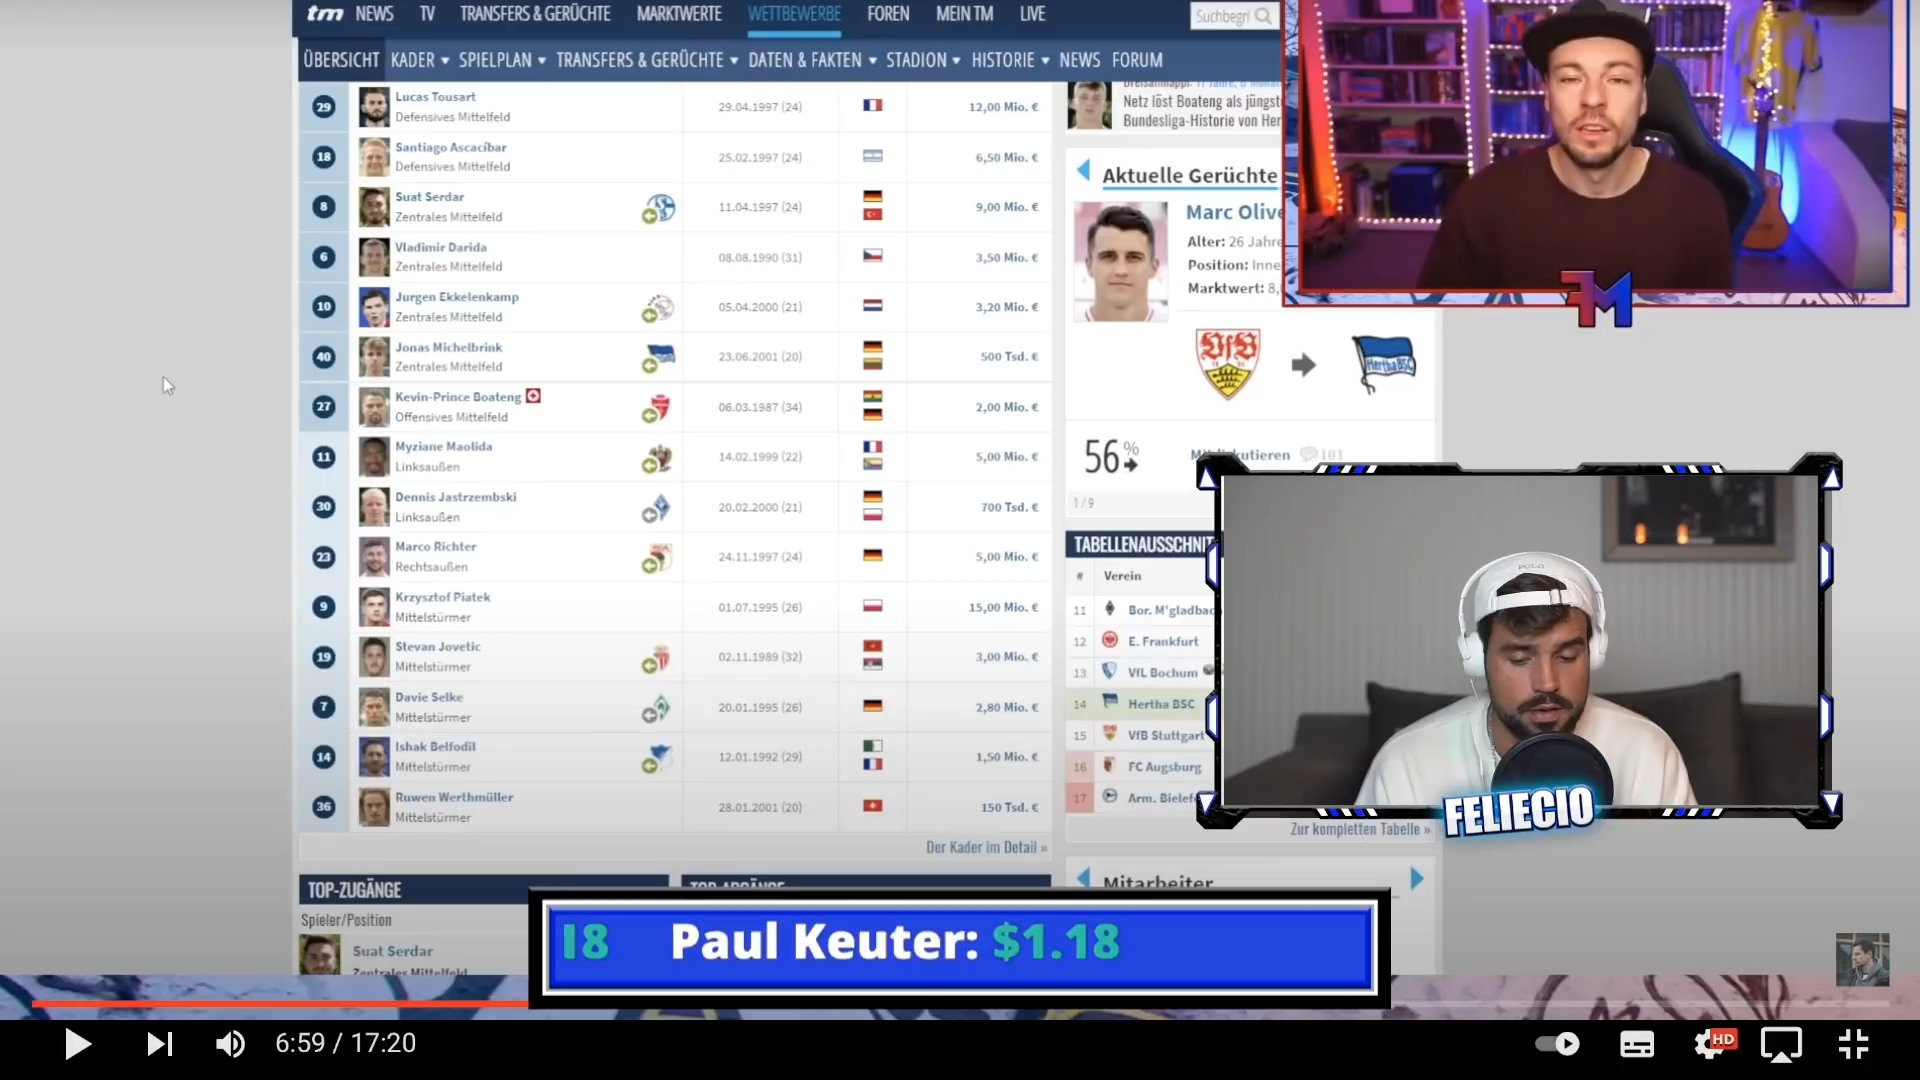 tm NEWS TV TRANSFERS & GERÜCHTE MARKTWERTE WETTBEWERBE FOREN MEIN TM LIVE
ÜBERSICHT KADER SPIELPLAN TRANSFERS & GERÜCHTE DATEN & FAKTEN STADION HISTORIE NEWS FORUM
29 Lucas Tousart 29.04.1997 (24) 12,00 Mio. €
Defensives Mittelfeld
18 Santiago Ascacíbar 25.02.1997 (24) 6,50 Mio. €
Defensives Mittelfeld
8 Suat Serdar 11.04.1997 (24) 9,00 Mio. €
Zentrales Mittelfeld
6 Vladimir Darida 08.08.1990 (31) 3,50 Mio. €
Zentrales Mittelfeld
10 Jurgen Ekkelenkamp 05.04.2000 (21) 3,20 Mio. €
Zentrales Mittelfeld
40 Jonas Michelbrink 23.06.2001 (20) 500 Tsd. €
Zentrales Mittelfeld
27 Kevin-Prince Boateng 06.03.1987 (34) 2,00 Mio. €
Offensives Mittelfeld
11 Myziane Maolida 14.02.1999 (22) 5,00 Mio. €
Linksaußen
30 Dennis Jastrzembski 20.02.2000 (21) 700 Tsd. €
Linksaußen
23 Marco Richter 24.11.1997 (24) 5,00 Mio. €
Rechtsaußen
9 Krzysztof Piatek 01.07.1995 (26) 15,00 Mio. €
Mittelstürmer
19 Stevan Jovetic 02.11.1989 (32) 3,00 Mio. €
Mittelstürmer
7 Davie Selke 20.01.1995 (26) 2,80 Mio. €
Mittelstürmer
14 Ishak Belfodil 12.01.1992 (29) 1,50 Mio. €
Mittelstürmer
36 Ruwen Werthmüller 28.01.2001 (20) 150 Tsd. €
Mittelstürmer
Der Kader im Detail »
TOP-ZUGÄNGE
TOP-ABGÄNGE
Spieler/Position
Suat Serdar
Zentrales Mittelfeld
Suchbegri
Netz löst Boateng als jüngst
Bundesliga-Historie von Her
Aktuelle Gerüchte
Marc Olive
Alter: 26 Jahre
Position: Inne
Marktwert: 8,
VfB
Hertha BSC
56 %
101
1 / 9
TABELLENAUSSCHNIT
# Verein
11 Bor. M'gladbac
12 E. Frankfurt
13 VfL Bochum
14 Hertha BSC
15 VfB Stuttgart
16 FC Augsburg
17 Arm. Bielef
Zur kompletten Tabelle »
Mitarbeiter
FM
POLO
FELIECIO
18 Paul Keuter: $1.18
6:59 / 17:20
HD